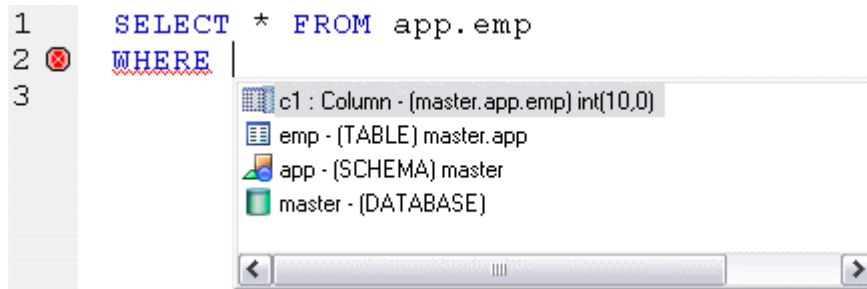 1 SELECT * FROM app.emp
2 WHERE
3
c1 : Column - (master.app.emp) int(10,0)
emp - (TABLE) master.app
app - (SCHEMA) master
master - (DATABASE)